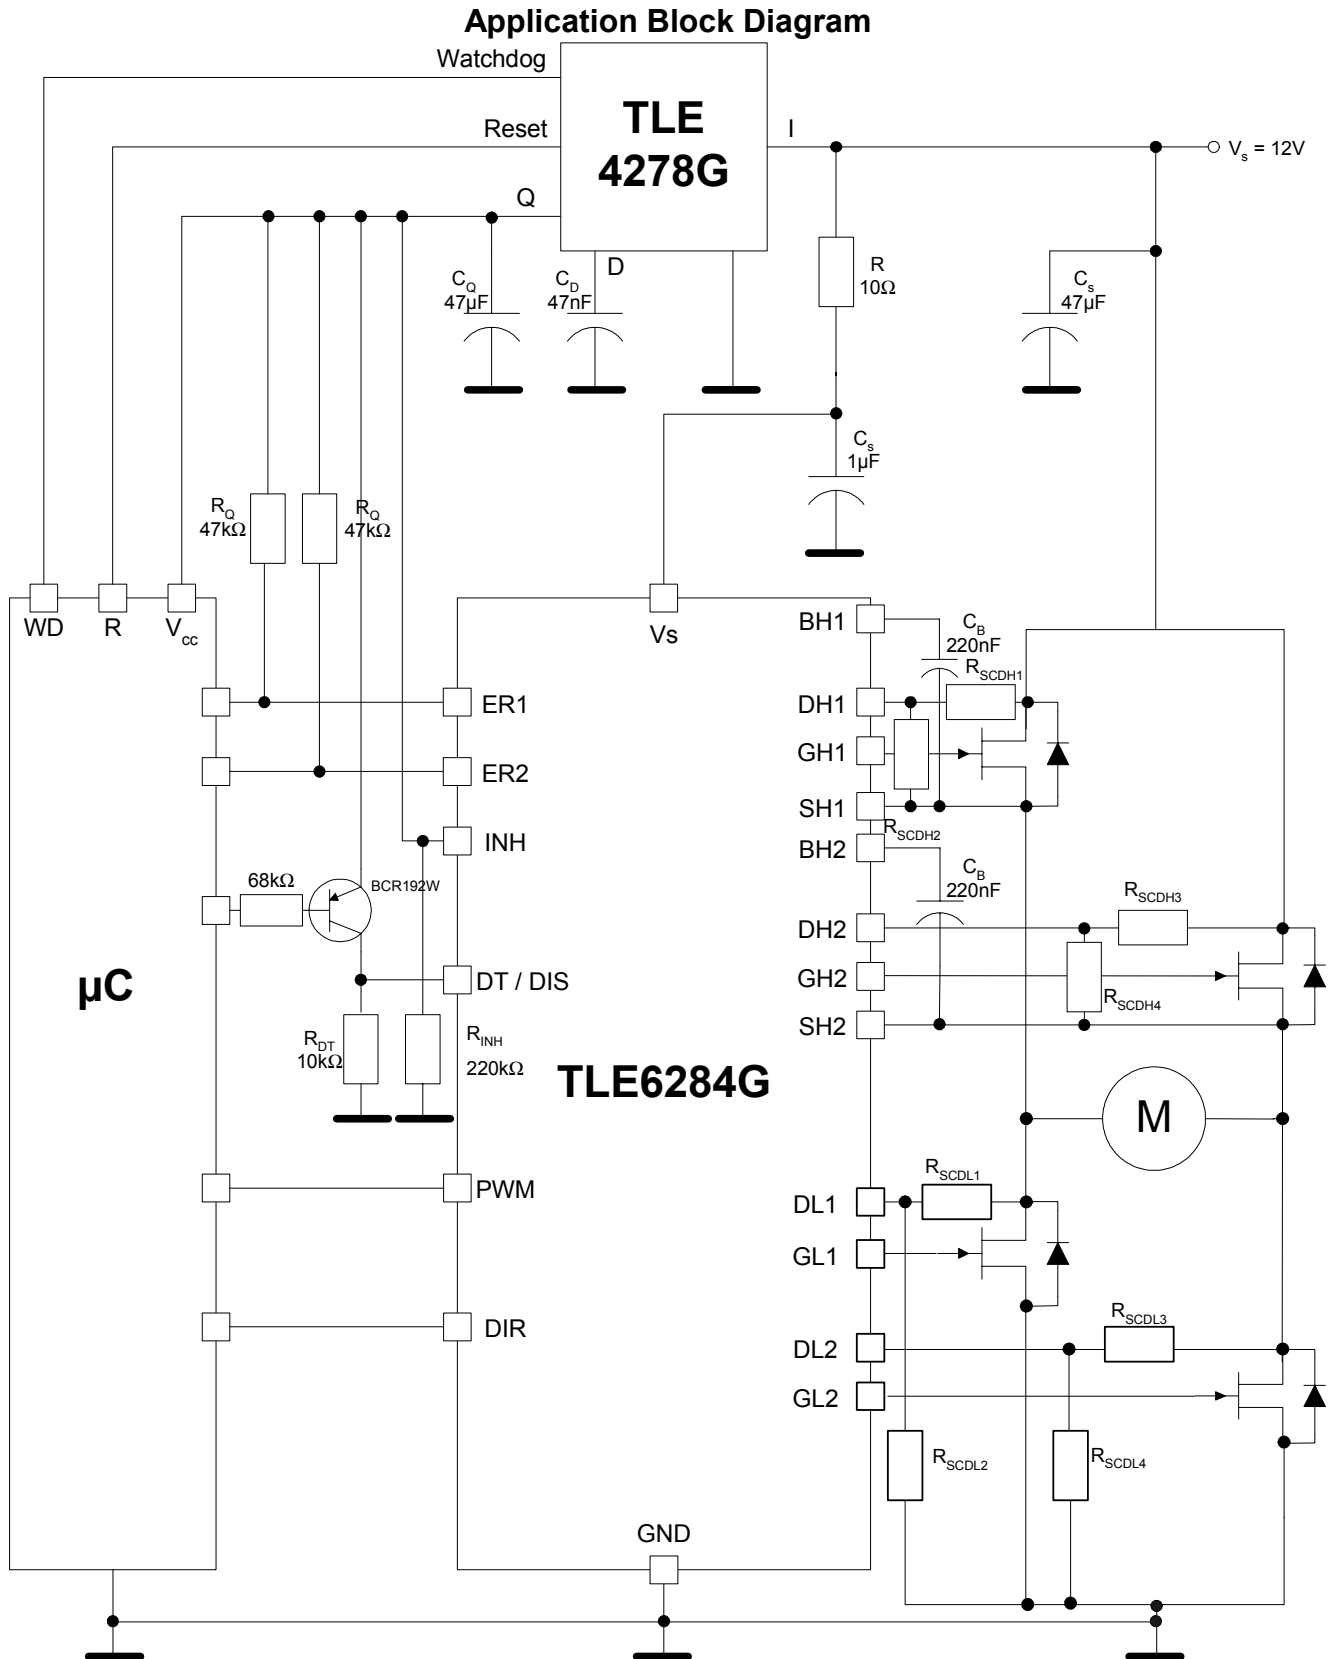 Application Block Diagram
Watchdog
TLE
4278G
Reset
I
Vs = 12V
Q
D
CQ
47µF
CD
47nF
R
10Ω
Cs
47µF
Cs
1µF
RQ
47kΩ
RQ
47kΩ
WD
R
Vcc
Vs
BH1
CB
220nF
RSCDH1
ER1
DH1
GH1
ER2
SH1
RSCDH2
INH
BH2
68kΩ
BCR192W
CB
220nF
RSCDH3
DH2
µC
DT / DIS
GH2
RSCDH4
SH2
RDT
10kΩ
RINH
220kΩ
TLE6284G
M
PWM
RSCDL1
DL1
GL1
DIR
RSCDL3
DL2
GL2
RSCDL2
RSCDL4
GND